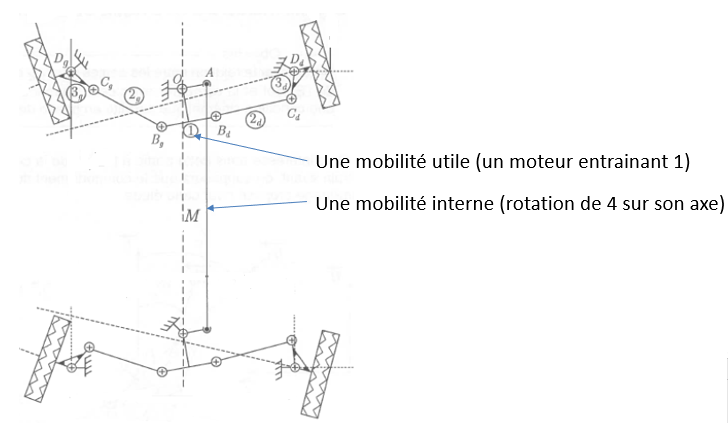 D_g
O
A
D_d
3_g
C_g
2_g
3_d
C_d
B_g
1
B_d
2_d
Une mobilité utile (un moteur entrainant 1)
Une mobilité interne (rotation de 4 sur son axe)
M